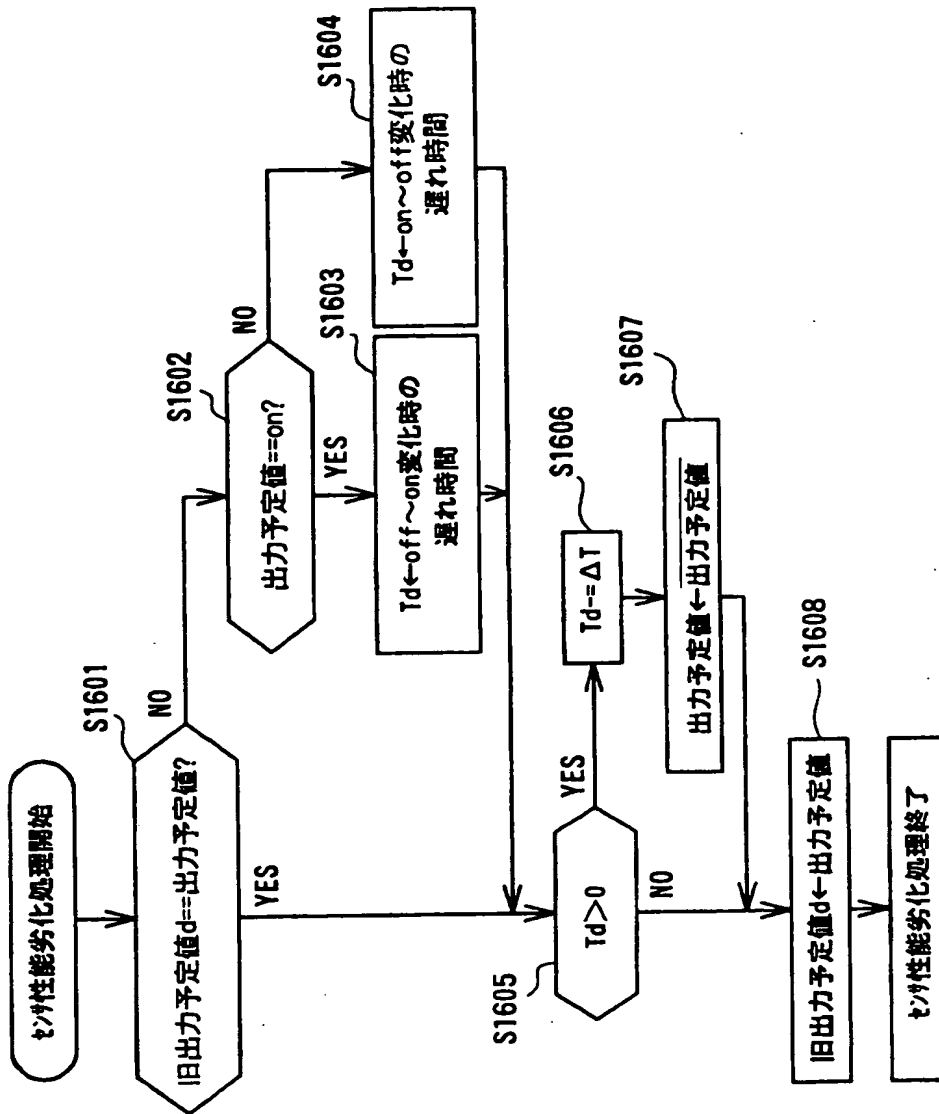 センサ性能劣化処理開始
S1601
旧出力予定値d==出力予定値?
NO
YES
S1602
出力予定値==on?
NO
YES
S1603
Td←off～on変化時の
遅れ時間
S1604
Td←on～off変化時の
遅れ時間
S1605
Td>0
YES
NO
S1606
Td-=ΔT
S1607
出力予定値←出力予定値
S1608
旧出力予定値d←出力予定値
センサ性能劣化処理終了